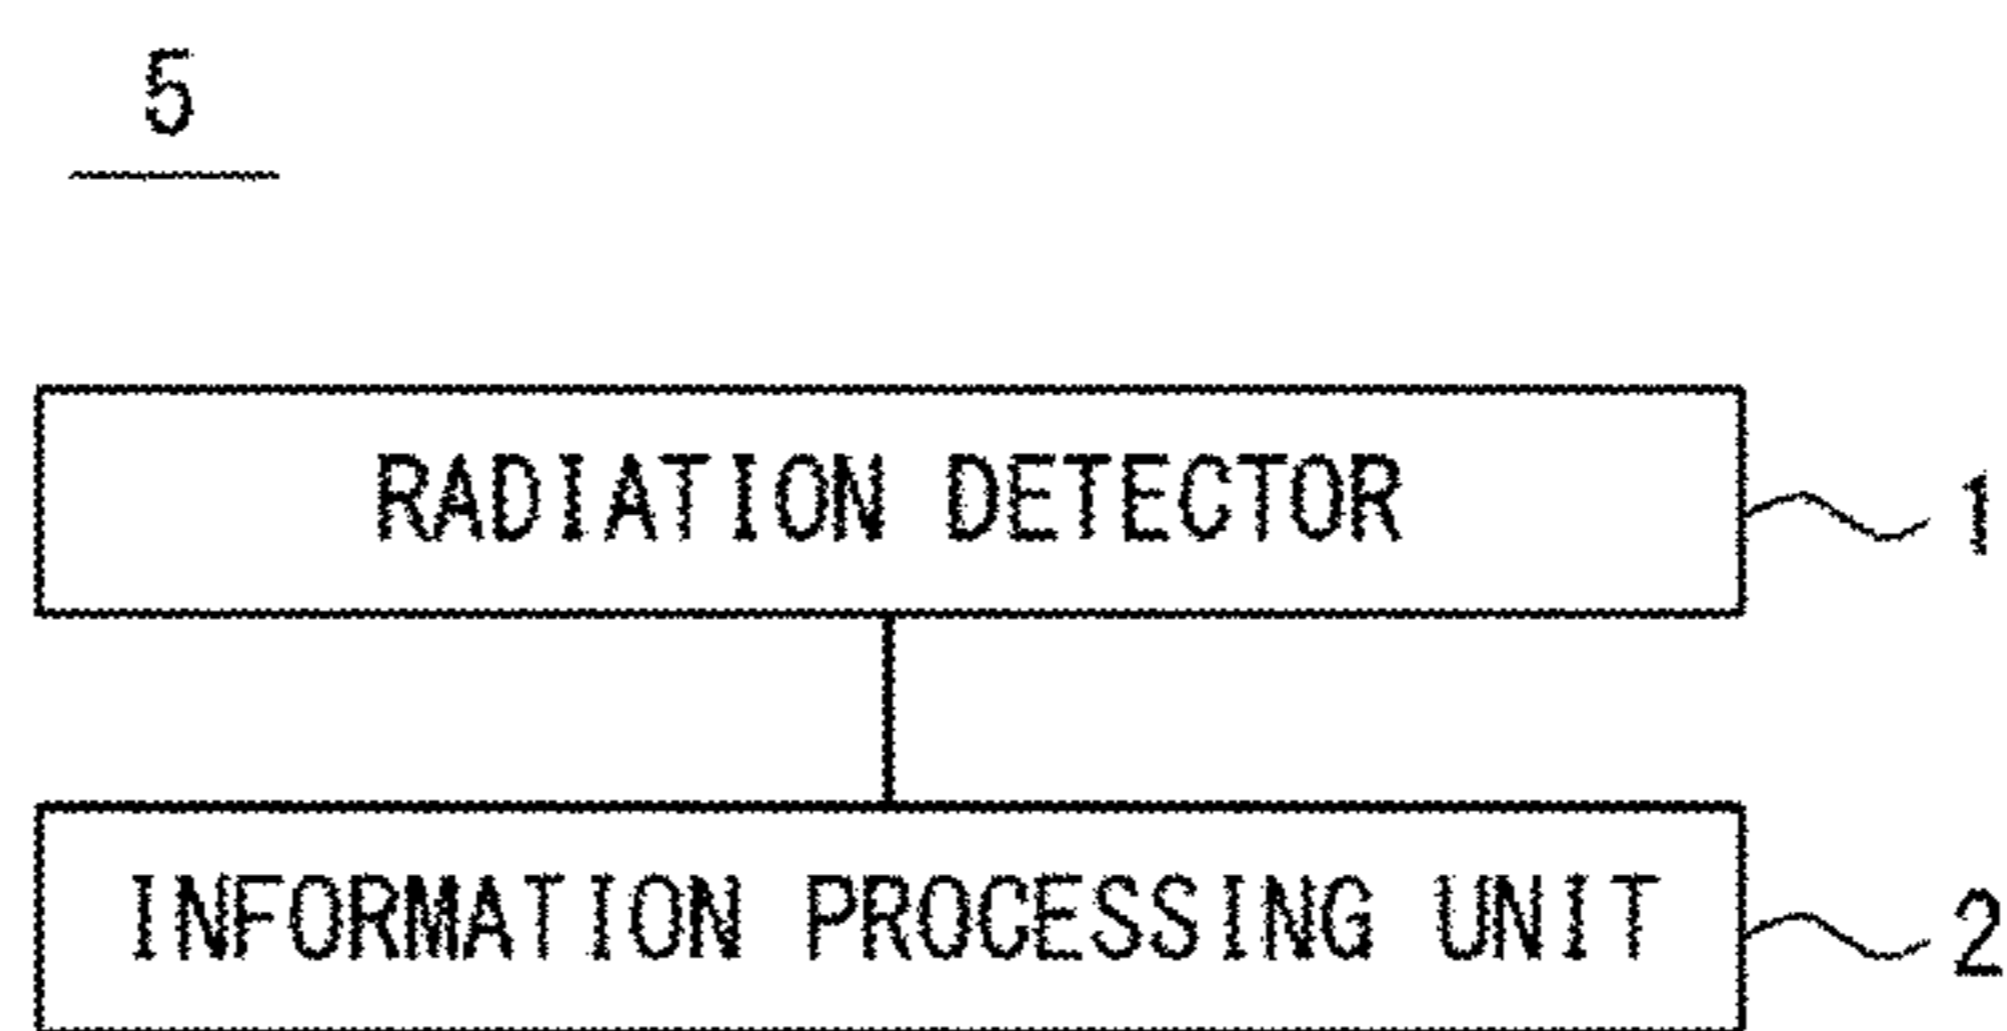 5
RADIATION DETECTOR 1
INFORMATION PROCESSING UNIT 2